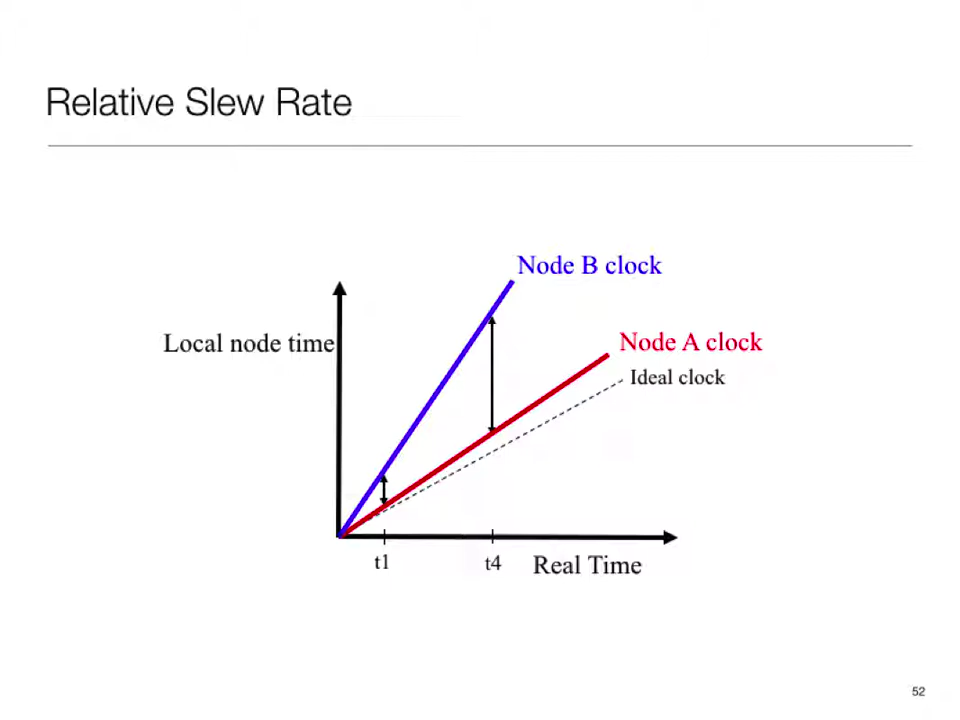 Relative Slew Rate
Node B clock
Local node time
Node A clock
Ideal clock
t1
t4
Real Time
52